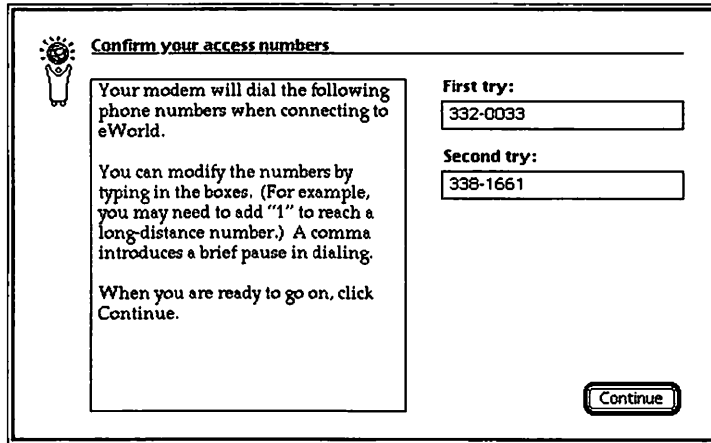 Confirm your access numbers
Your modem will dial the following
phone numbers when connecting to
eWorld.
You can modify the numbers by
typing in the boxes. (For example,
you may need to add "1" to reach a
long-distance number.) A comma
introduces a brief pause in dialing.
When you are ready to go on, click
Continue.
First try:
332-0033
Second try:
338-1661
Continue